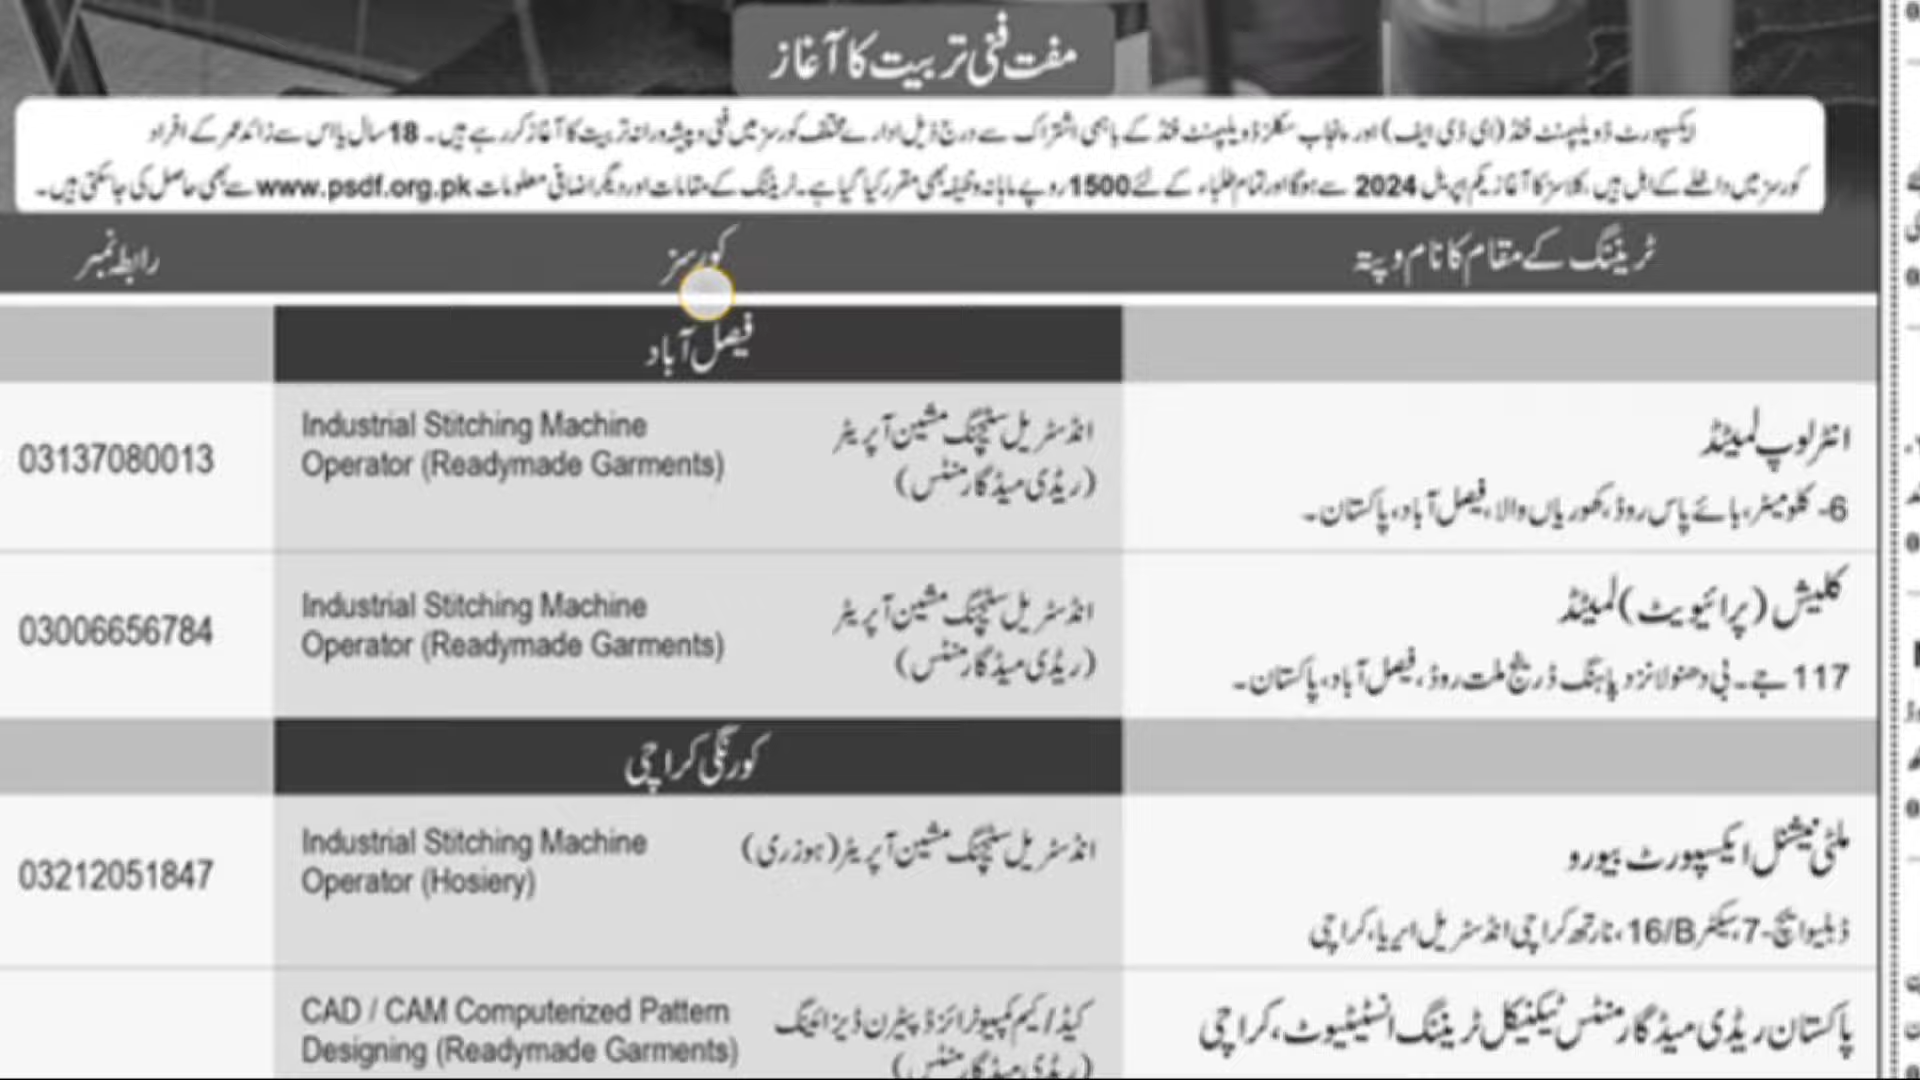 مفت فنی تربیت کا آغاز
ایکسپورٹ ڈویلپمنٹ فنڈ (ای ڈی ایف) اور پنجاب سکلز ڈویلپمنٹ فنڈ کے باہمی اشتراک سے درج ذیل ادارے مختلف کورسز میں فنی و پیشہ ورانہ تربیت کا آغاز کر رہے ہیں۔ 18 سال یا اس سے زائد عمر کے افراد
کورسز میں داخلے کے اہل ہیں، کلاسز کا آغاز یکم اپریل 2024 سے ہوگا اور تمام طلباء کے لئے 1500 روپے ماہانہ وظیفہ بھی مقرر کیا گیا ہے۔ ٹریننگ کے مقامات اور دیگر اضافی معلومات www.psdf.org.pk سے بھی حاصل کی جاسکتی ہیں۔
ٹریننگ کے مقام کا نام و پتہ
کورسز
رابطہ نمبر
فیصل آباد
انٹرلوپ لمیٹڈ
6- کلومیٹر، بائے پاس روڈ، کھوریاں والا، فیصل آباد، پاکستان۔
انڈسٹریل سٹیچنگ مشین آپریٹر
(ریڈی میڈ گارمنٹس)
Industrial Stitching Machine
Operator (Readymade Garments)
03137080013
کلیش (پرائیویٹ) لمیٹڈ
117 جے۔ بی دھنولا نزد پاہنگ ڈرینج ملت روڈ، فیصل آباد، پاکستان۔
انڈسٹریل سٹیچنگ مشین آپریٹر
(ریڈی میڈ گارمنٹس)
Industrial Stitching Machine
Operator (Readymade Garments)
03006656784
کورنگی کراچی
ملٹی نیشنل ایکسپورٹ بیورو
ڈبلیو ایچ-7، سیکٹر 16/B، نارتھ کراچی انڈسٹریل ایریا، کراچی
انڈسٹریل سٹیچنگ مشین آپریٹر (ہوزری)
Industrial Stitching Machine
Operator (Hosiery)
03212051847
پاکستان ریڈی میڈ گارمنٹس ٹیکنیکل ٹریننگ انسٹیٹیوٹ، کراچی
کیڈ / کیم کمپیوٹرائزڈ پیٹرن ڈیزائینگ
(ریڈی میڈ گارمنٹس)
CAD / CAM Computerized Pattern
Designing (Readymade Garments)